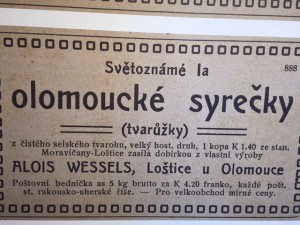 Světoznámé Ia
888
olomoucké syrečky
(tvarůžky)
z čistého selského tvarohu, velký host. druh, 1 kopa K 1.40 ze stan.
Moravičany-Loštice zasílá dobírkou z vlastní výroby
ALOIS WESSELS, Loštice u Olomouce
Poštovní bednička as 5 kg brutto za K 4.20 franko, každé pošt.
st. rakousko-uherské říše. — Pro velkoobchod mírné ceny.